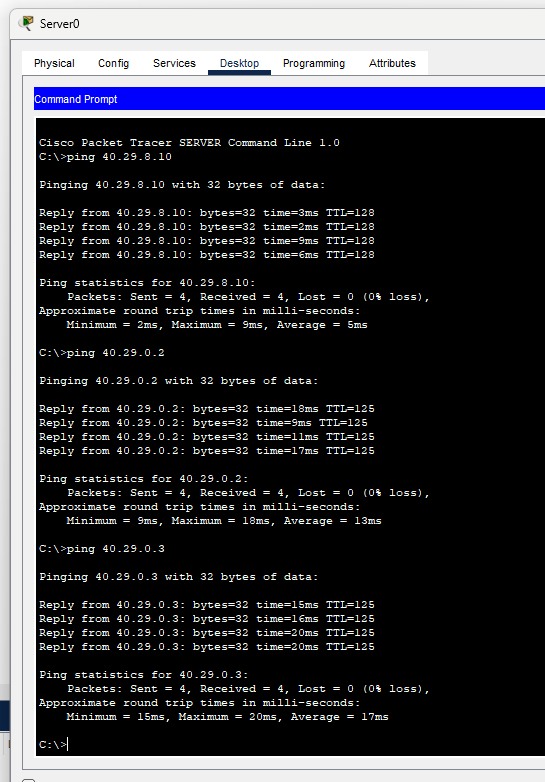 Server0
Physical Config Services Desktop Programming Attributes
Command Prompt
Cisco Packet Tracer SERVER Command Line 1.0
C:\>ping 40.29.8.10
Pinging 40.29.8.10 with 32 bytes of data:
Reply from 40.29.8.10: bytes=32 time=3ms TTL=128
Reply from 40.29.8.10: bytes=32 time=2ms TTL=128
Reply from 40.29.8.10: bytes=32 time=9ms TTL=128
Reply from 40.29.8.10: bytes=32 time=6ms TTL=128
Ping statistics for 40.29.8.10:
Packets: Sent = 4, Received = 4, Lost = 0 (0% loss),
Approximate round trip times in milli-seconds:
Minimum = 2ms, Maximum = 9ms, Average = 5ms
C:\>ping 40.29.0.2
Pinging 40.29.0.2 with 32 bytes of data:
Reply from 40.29.0.2: bytes=32 time=18ms TTL=125
Reply from 40.29.0.2: bytes=32 time=9ms TTL=125
Reply from 40.29.0.2: bytes=32 time=11ms TTL=125
Reply from 40.29.0.2: bytes=32 time=17ms TTL=125
Ping statistics for 40.29.0.2:
Packets: Sent = 4, Received = 4, Lost = 0 (0% loss),
Approximate round trip times in milli-seconds:
Minimum = 9ms, Maximum = 18ms, Average = 13ms
C:\>ping 40.29.0.3
Pinging 40.29.0.3 with 32 bytes of data:
Reply from 40.29.0.3: bytes=32 time=15ms TTL=125
Reply from 40.29.0.3: bytes=32 time=16ms TTL=125
Reply from 40.29.0.3: bytes=32 time=20ms TTL=125
Reply from 40.29.0.3: bytes=32 time=20ms TTL=125
Ping statistics for 40.29.0.3:
Packets: Sent = 4, Received = 4, Lost = 0 (0% loss),
Approximate round trip times in milli-seconds:
Minimum = 15ms, Maximum = 20ms, Average = 17ms
C:\>